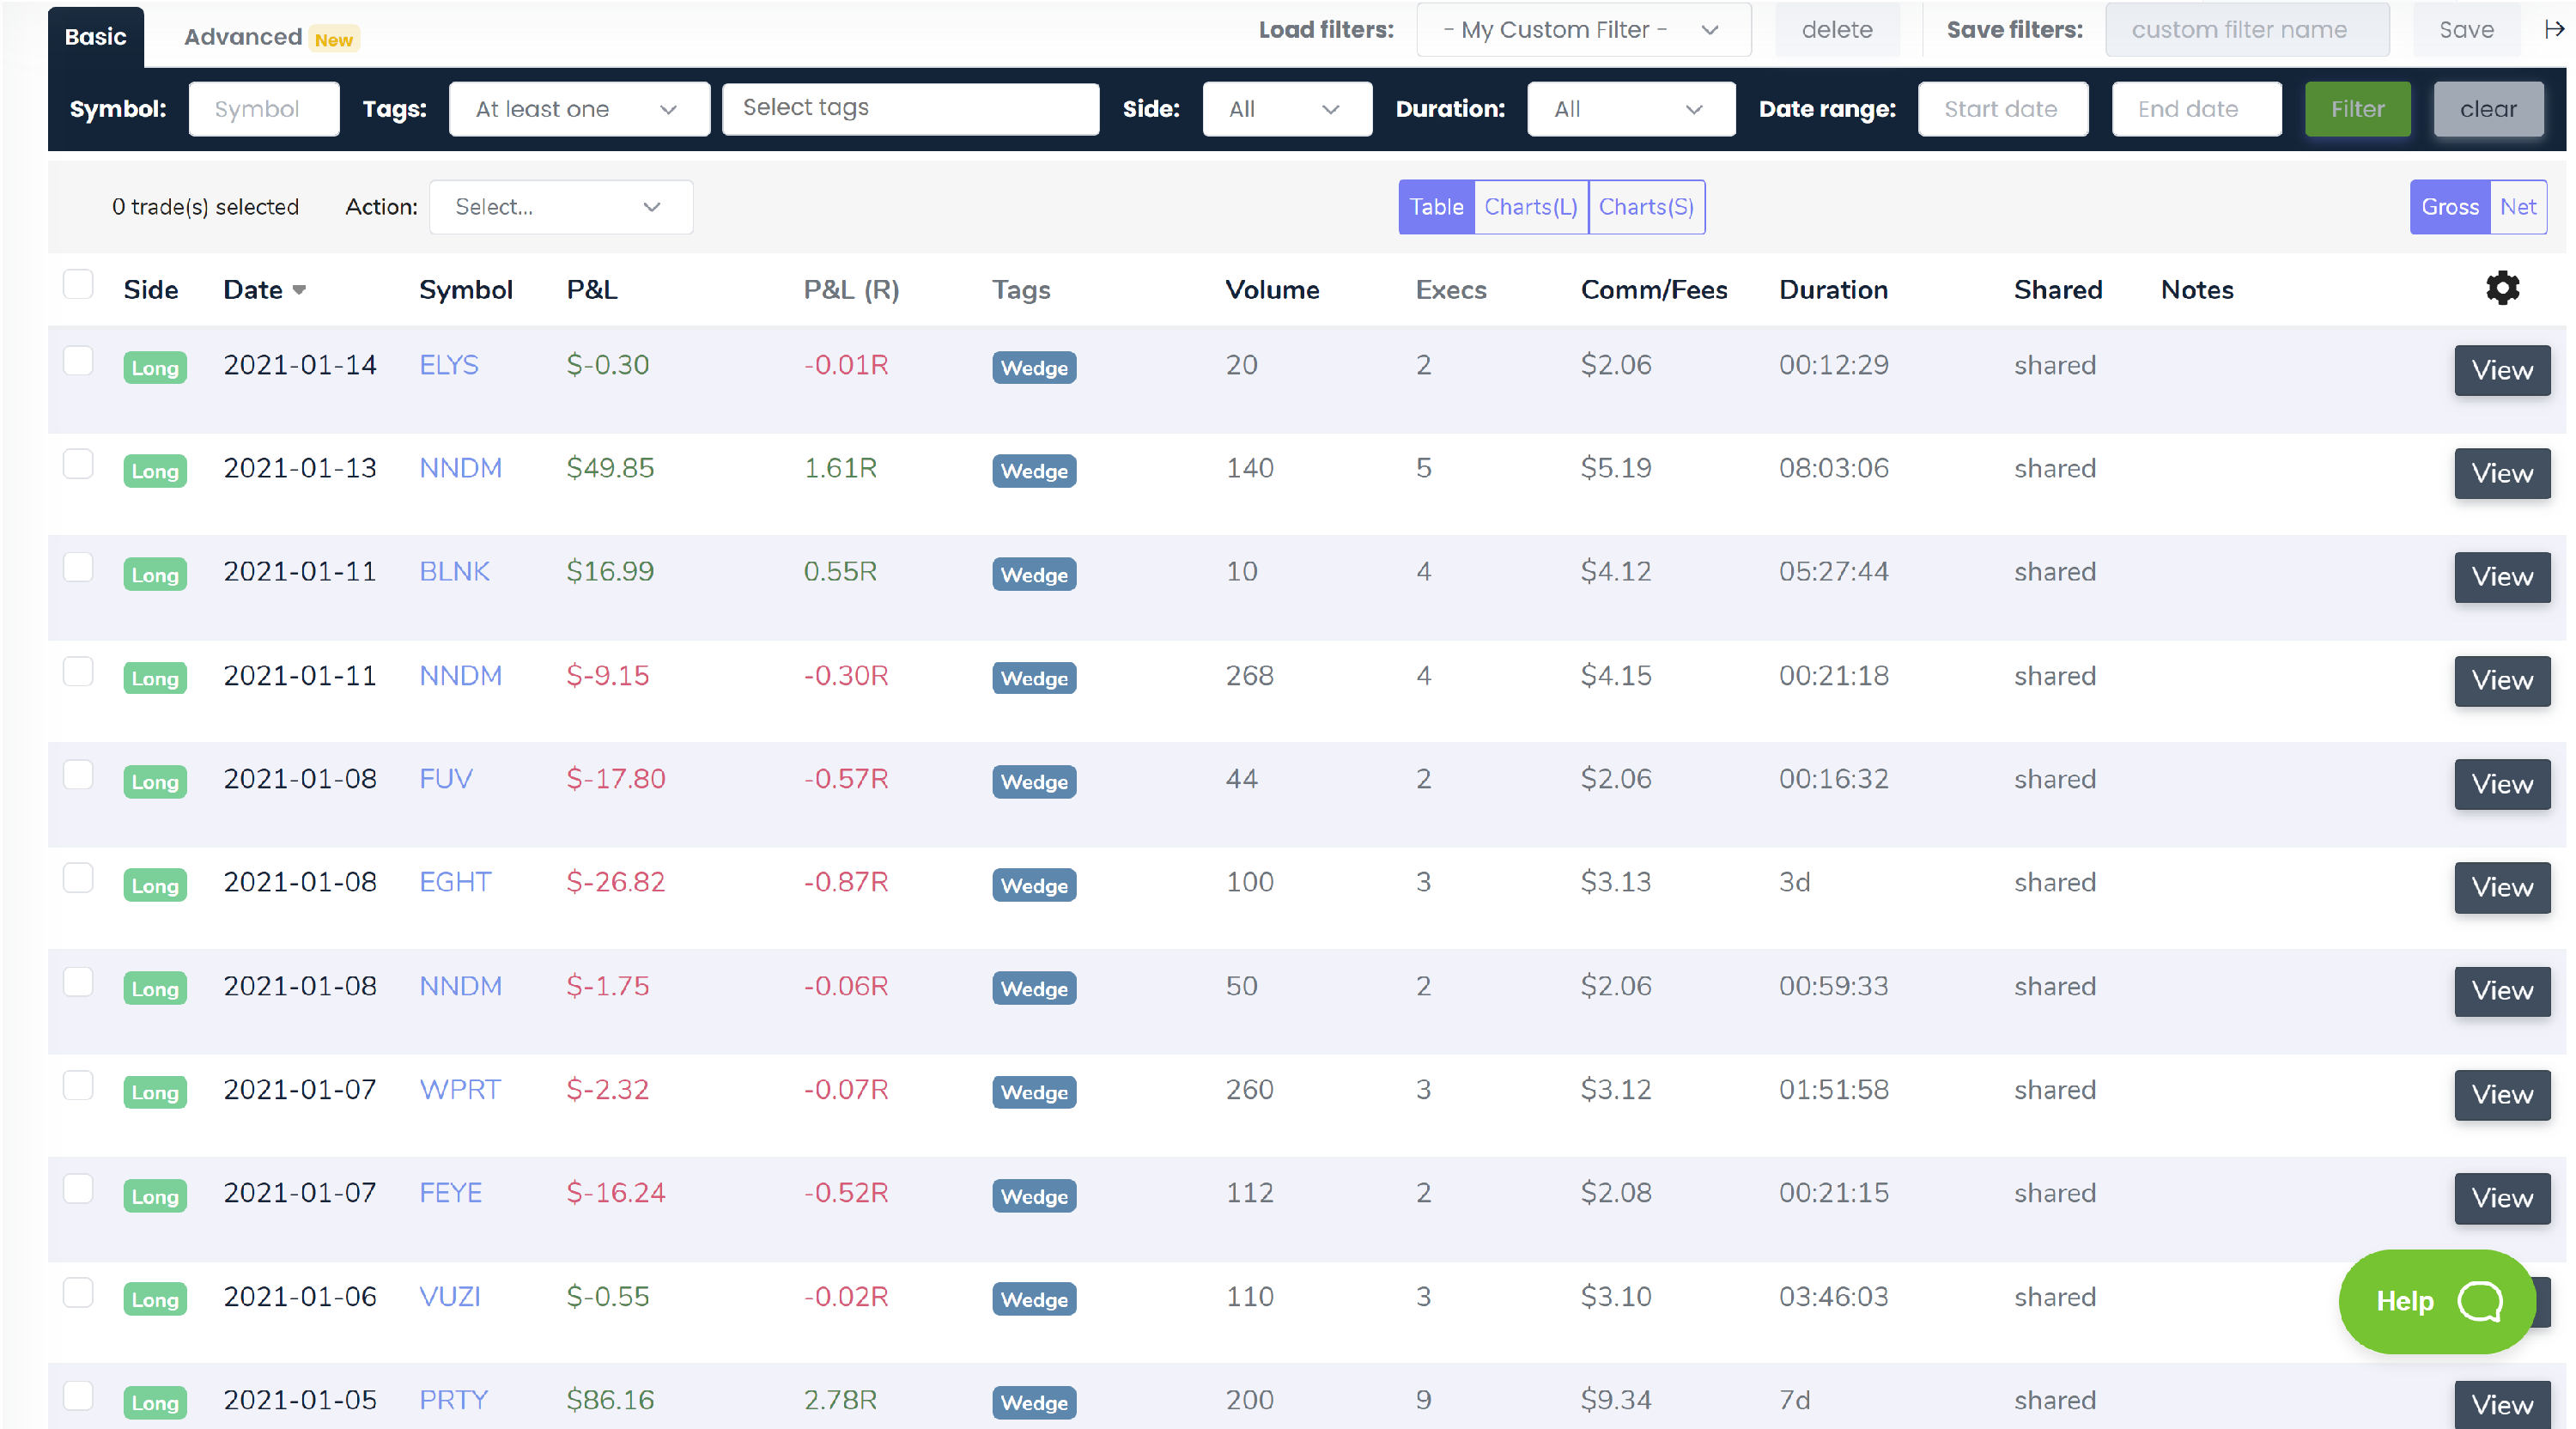 Basic Advanced New Load filters: - My Custom Filter - delete Save filters: custom filter name Save
Symbol: Symbol Tags: At least one Select tags Side: All Duration: All Date range: Start date End date Filter clear
0 trade(s) selected Action: Select... Table Charts(L) Charts(S) Gross Net
Side Date Symbol P&L P&L (R) Tags Volume Execs Comm/Fees Duration Shared Notes
Long 2021-01-14 ELYS $-0.30 -0.01R Wedge 20 2 $2.06 00:12:29 shared View
Long 2021-01-13 NNDM $49.85 1.61R Wedge 140 5 $5.19 08:03:06 shared View
Long 2021-01-11 BLNK $16.99 0.55R Wedge 10 4 $4.12 05:27:44 shared View
Long 2021-01-11 NNDM $-9.15 -0.30R Wedge 268 4 $4.15 00:21:18 shared View
Long 2021-01-08 FUV $-17.80 -0.57R Wedge 44 2 $2.06 00:16:32 shared View
Long 2021-01-08 EGHT $-26.82 -0.87R Wedge 100 3 $3.13 3d shared View
Long 2021-01-08 NNDM $-1.75 -0.06R Wedge 50 2 $2.06 00:59:33 shared View
Long 2021-01-07 WPRT $-2.32 -0.07R Wedge 260 3 $3.12 01:51:58 shared View
Long 2021-01-07 FEYE $-16.24 -0.52R Wedge 112 2 $2.08 00:21:15 shared View
Long 2021-01-06 VUZI $-0.55 -0.02R Wedge 110 3 $3.10 03:46:03 shared Help
Long 2021-01-05 PRTY $86.16 2.78R Wedge 200 9 $9.34 7d shared View